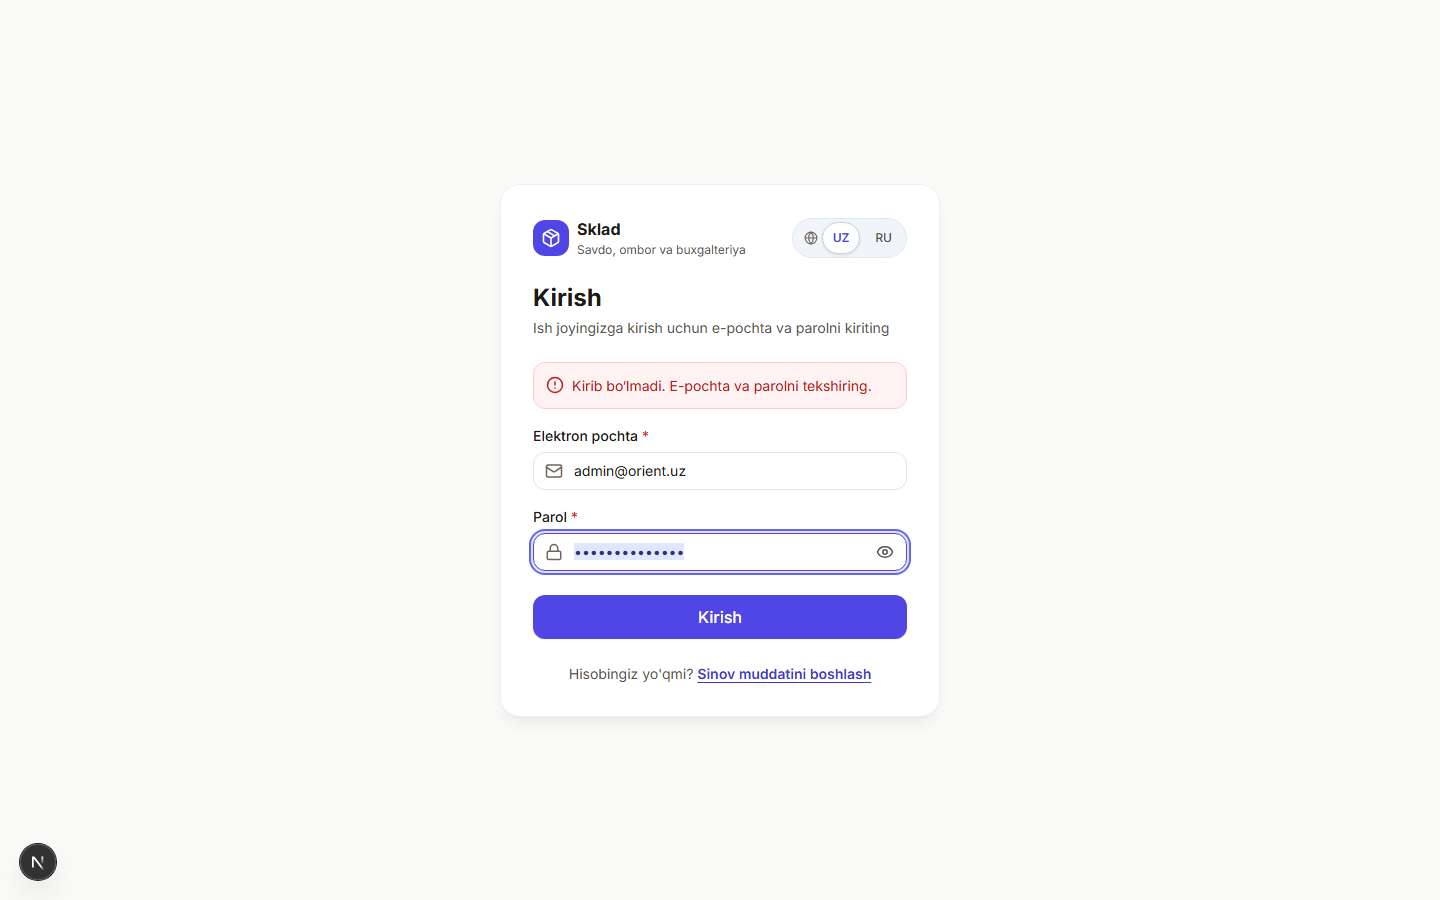 Sklad
Savdo, ombor va buxgalteriya
UZ
RU
Kirish
Ish joyingizga kirish uchun e-pochta va parolni kiriting
Kirib bo‘lmadi. E-pochta va parolni tekshiring.
Elektron pochta *
admin@orient.uz
Parol *
••••••••••••••
Kirish
Hisobingiz yo'qmi? Sinov muddatini boshlash
N